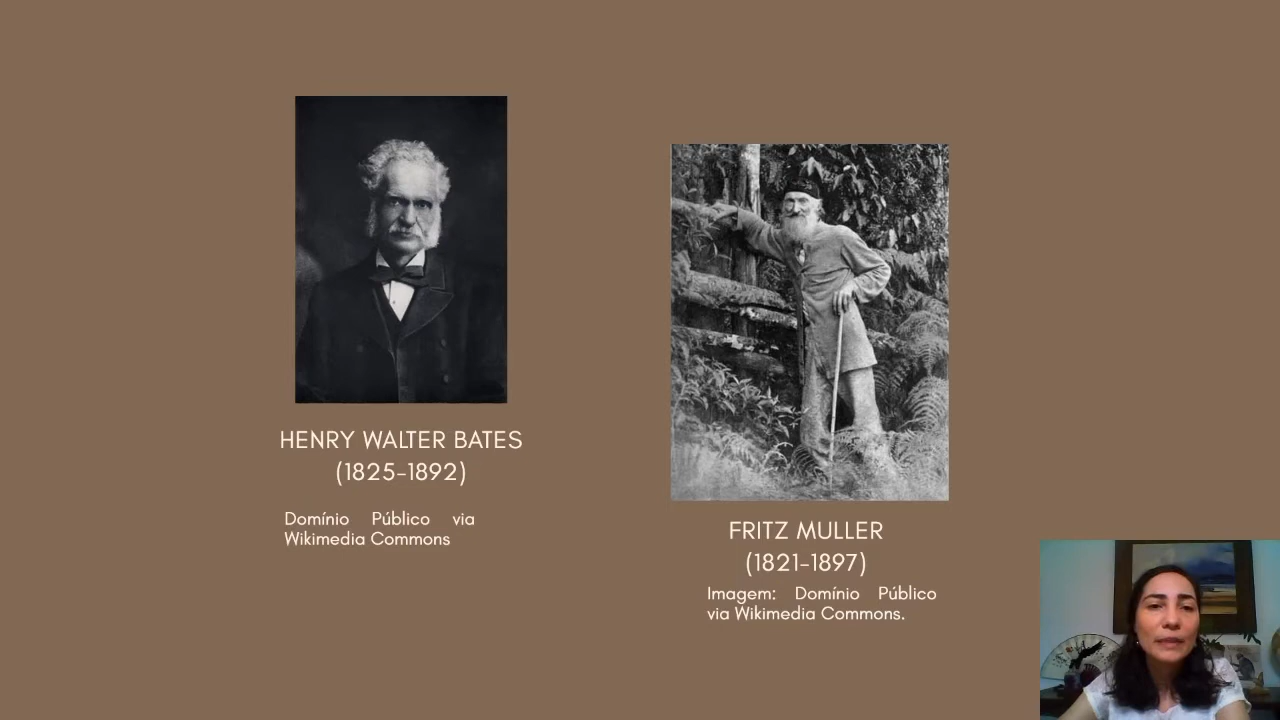 HENRY WALTER BATES
(1825-1892)
Domínio Público via
Wikimedia Commons
FRITZ MULLER
(1821-1897)
Imagem: Domínio Público
via Wikimedia Commons.